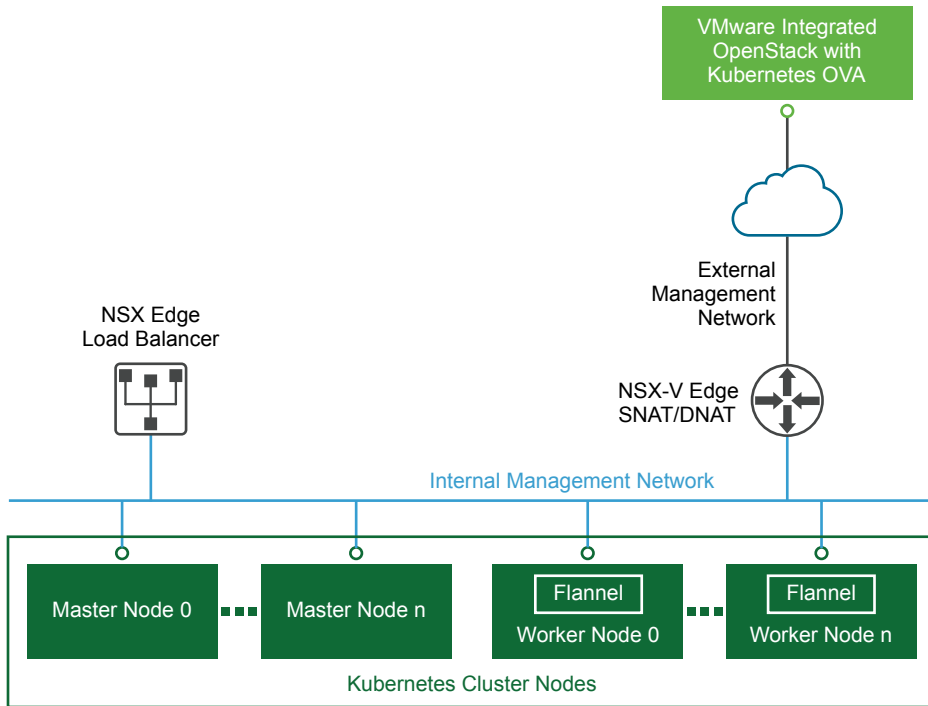 VMware Integrated
OpenStack with
Kubernetes OVA
External
Management
Network
NSX Edge
Load Balancer
NSX-V Edge
SNAT/DNAT
Internal Management Network
Master Node 0
Master Node n
Flannel
Worker Node 0
Flannel
Worker Node n
Kubernetes Cluster Nodes